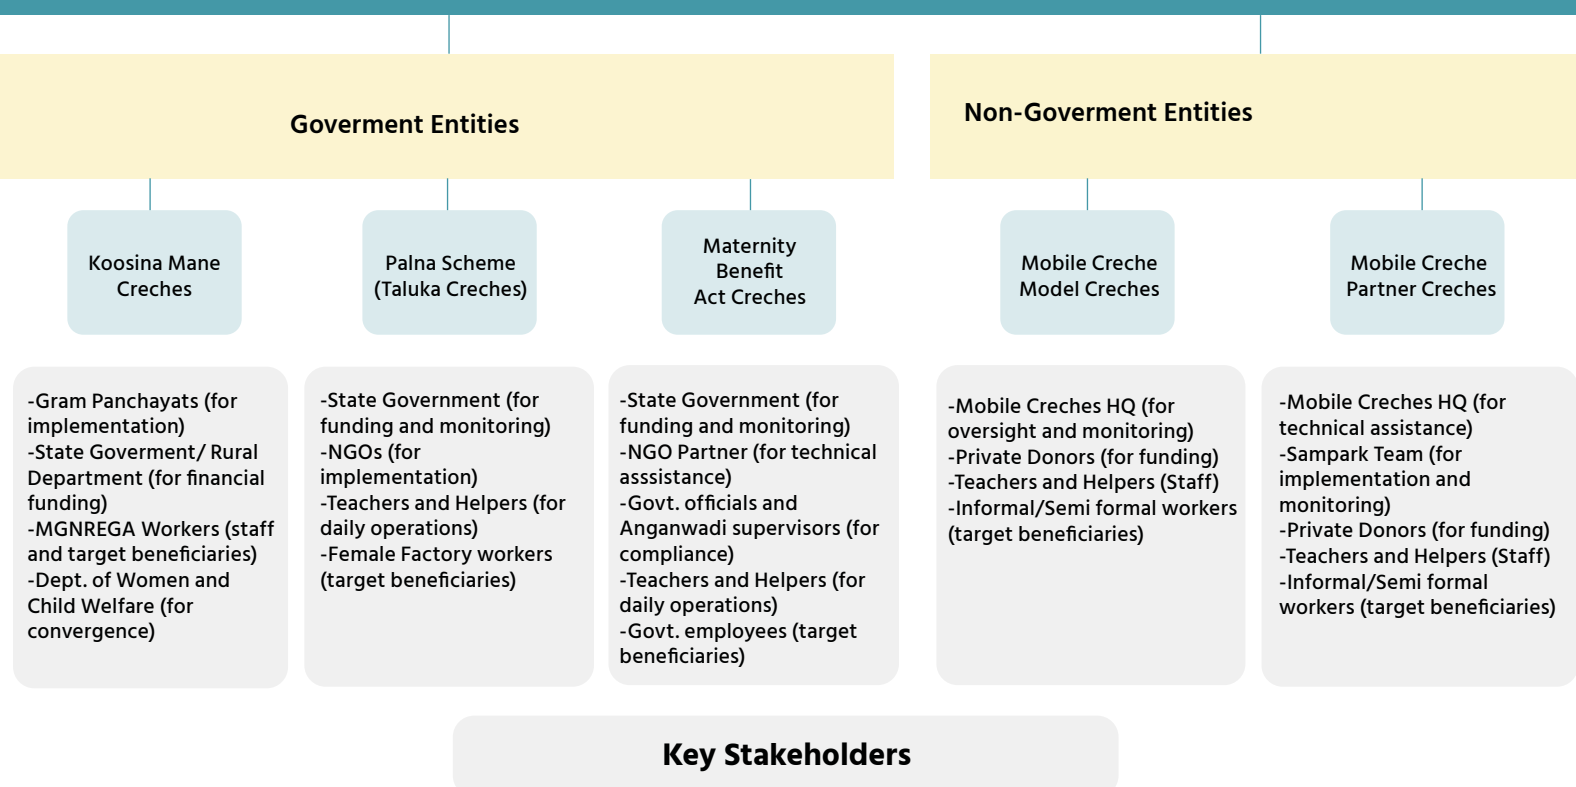 Goverment Entities
Non-Goverment Entities
Koosina Mane
Creches
Palna Scheme
(Taluka Creches)
Maternity
Benefit
Act Creches
Mobile Creche
Model Creches
Mobile Creche
Partner Creches
-Gram Panchayats (for
implementation)
-State Goverment/ Rural
Department (for financial
funding)
-MGNREGA Workers (staff
and target beneficiaries)
-Dept. of Women and
Child Welfare (for
convergence)
-State Government (for
funding and monitoring)
-NGOs (for
implementation)
-Teachers and Helpers (for
daily operations)
-Female Factory workers
(target beneficiaries)
-State Government (for
funding and monitoring)
-NGO Partner (for technical
asssistance)
-Govt. officials and
Anganwadi supervisors (for
compliance)
-Teachers and Helpers (for
daily operations)
-Govt. employees (target
beneficiaries)
-Mobile Creches HQ (for
oversight and monitoring)
-Private Donors (for funding)
-Teachers and Helpers (Staff)
-Informal/Semi formal workers
(target beneficiaries)
-Mobile Creches HQ (for
technical assistance)
-Sampark Team (for
implementation and
monitoring)
-Private Donors (for funding)
-Teachers and Helpers (Staff)
-Informal/Semi formal
workers (target beneficiaries)
Key Stakeholders